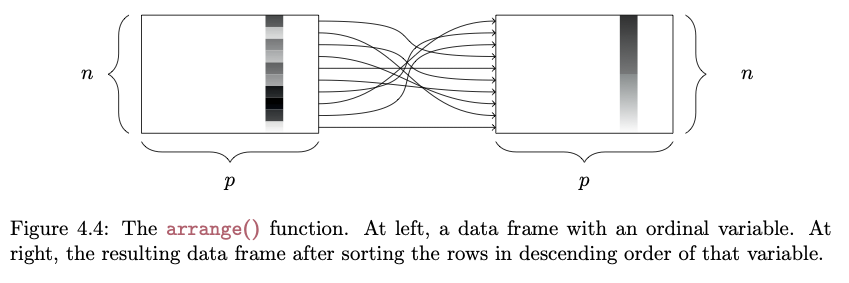 n
n
p
p
Figure 4.4: The arrange() function. At left, a data frame with an ordinal variable. At
right, the resulting data frame after sorting the rows in descending order of that variable.